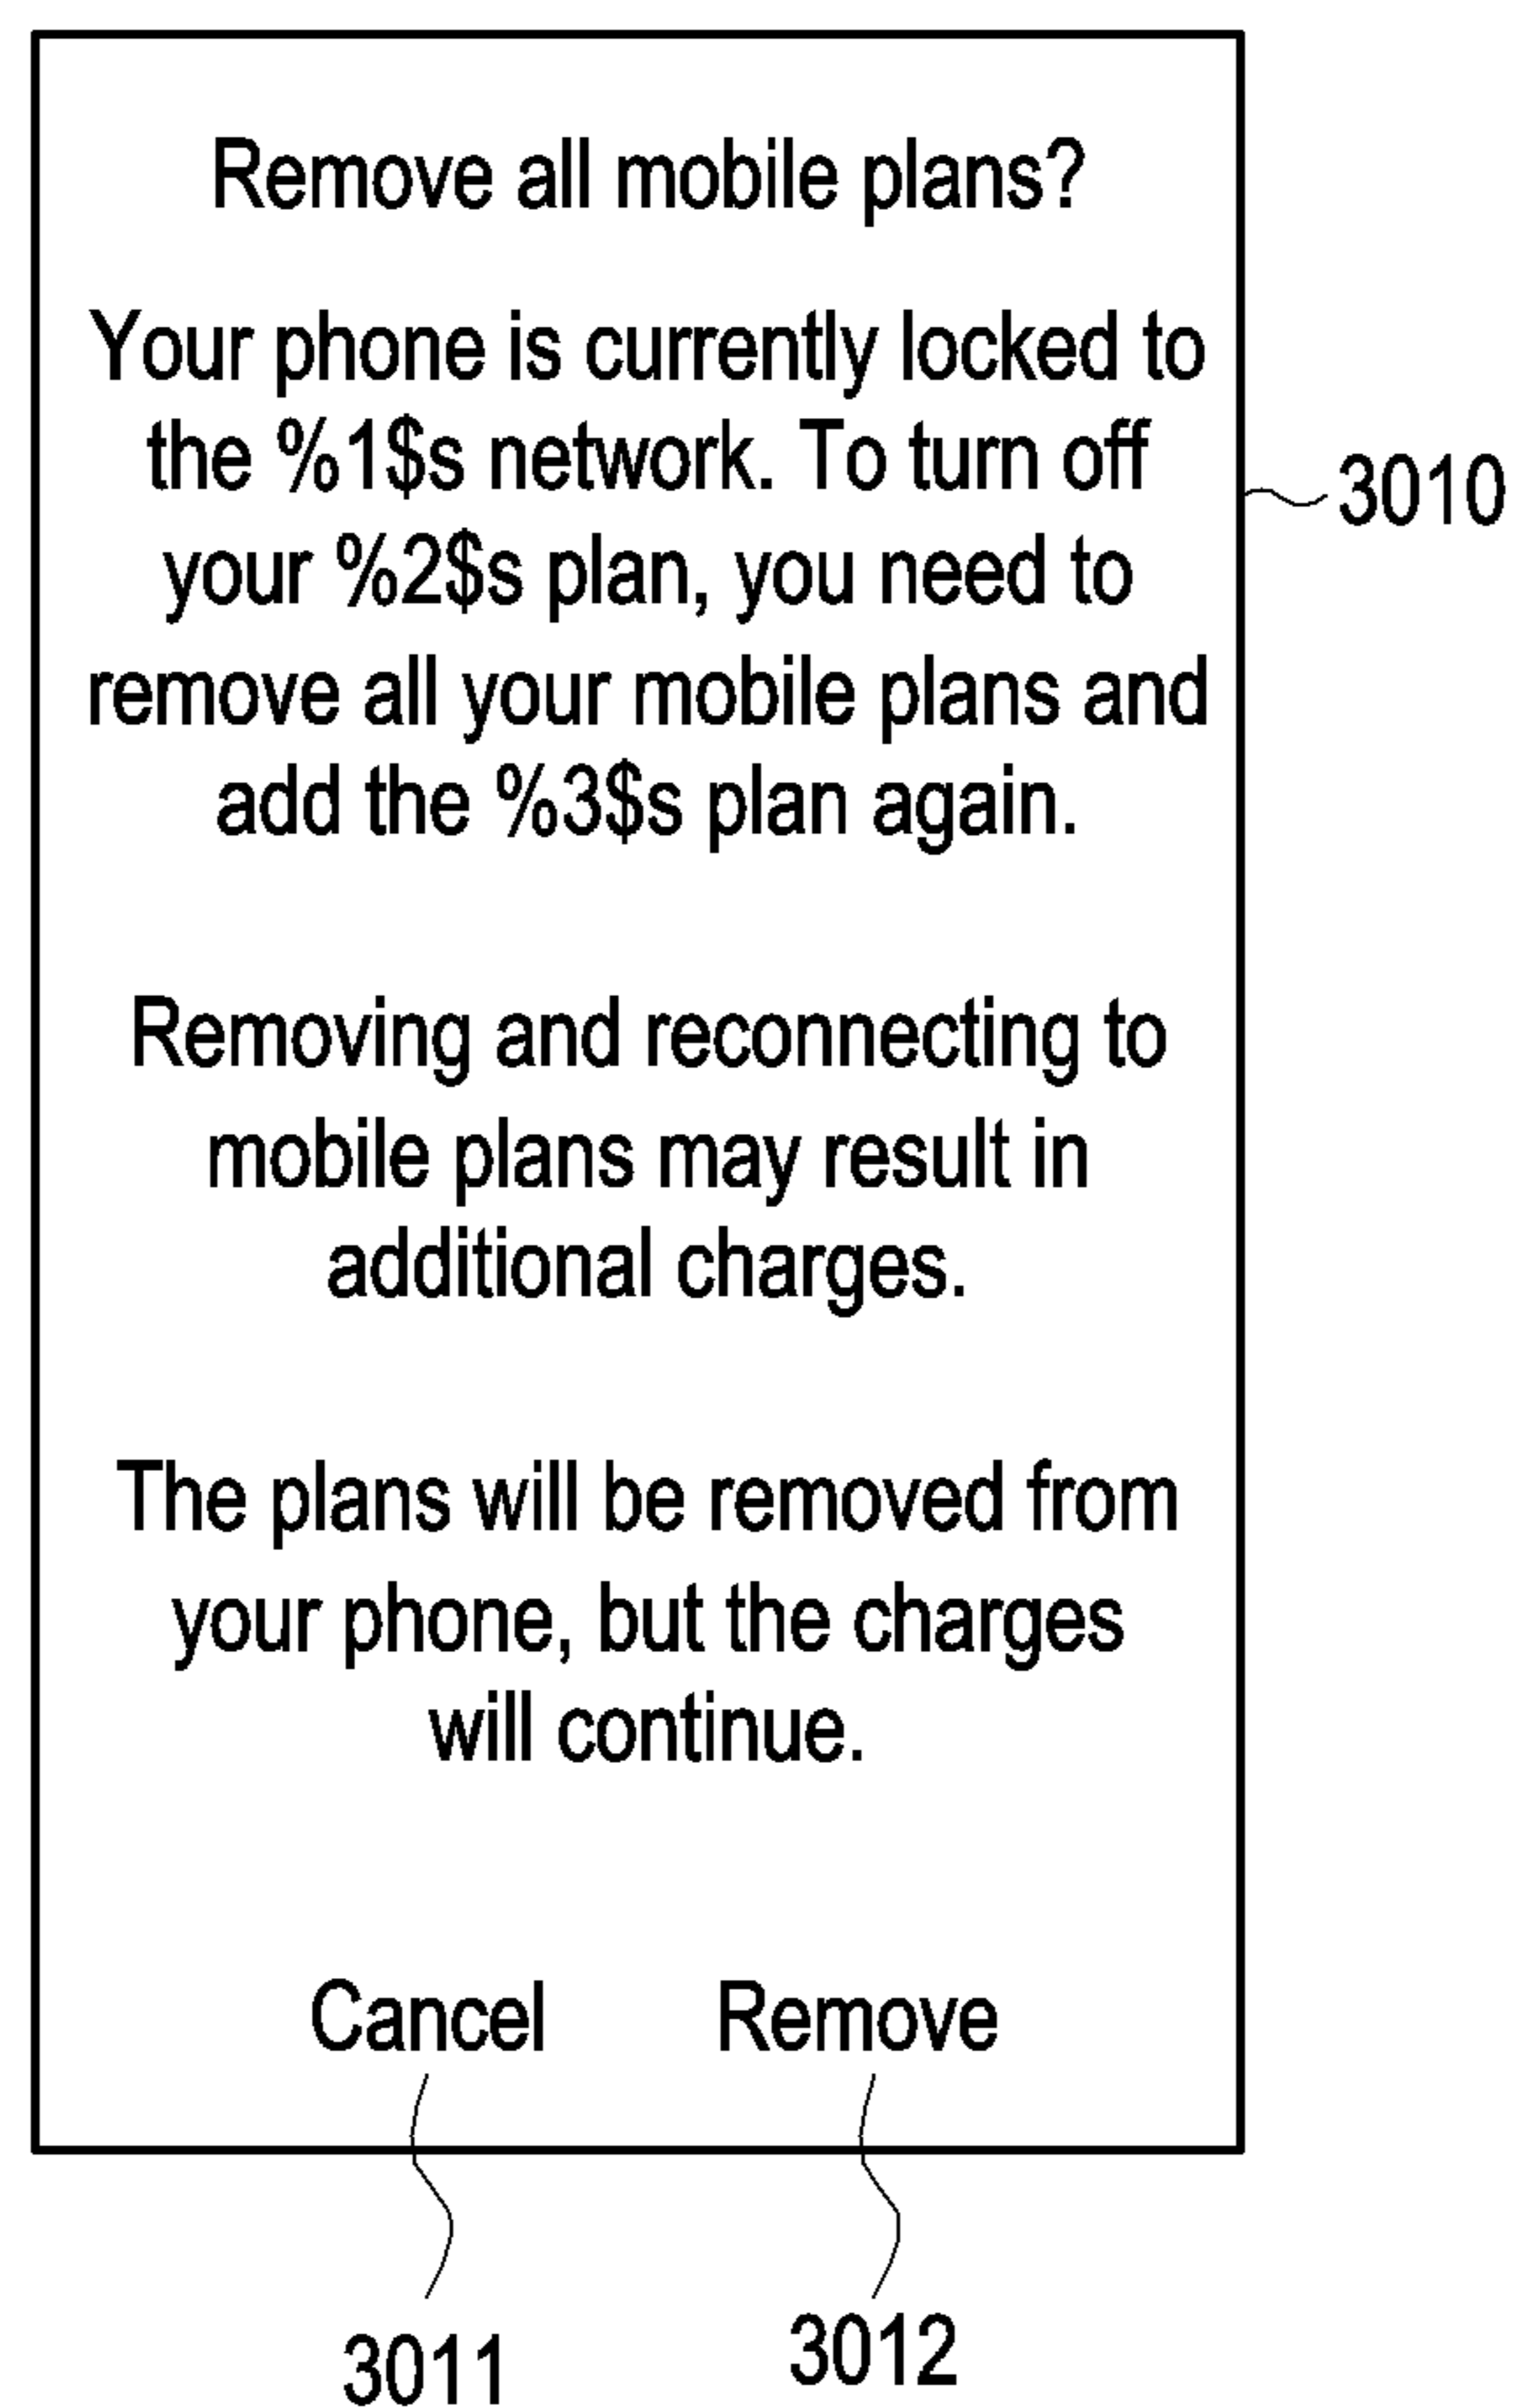 Remove all mobile plans?
Your phone is currently locked to
the %1$s network. To turn off
your %2$s plan, you need to
remove all your mobile plans and
add the %3$s plan again.
Removing and reconnecting to
mobile plans may result in
additional charges.
The plans will be removed from
your phone, but the charges
will continue.
Cancel Remove
3010
3011 3012